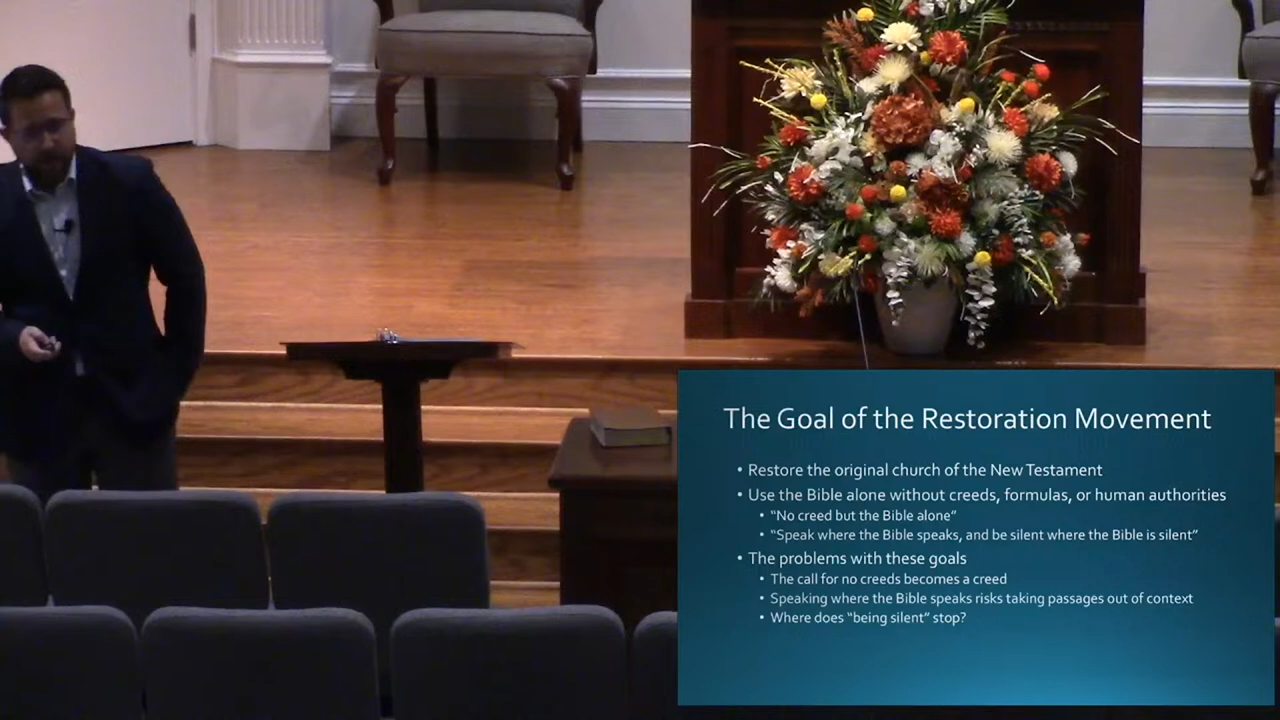 The Goal of the Restoration Movement
• Restore the original church of the New Testament
• Use the Bible alone without creeds, formulas, or human authorities
• “No creed but the Bible alone”
• “Speak where the Bible speaks, and be silent where the Bible is silent”
• The problems with these goals
• The call for no creeds becomes a creed
• Speaking where the Bible speaks risks taking passages out of context
• Where does “being silent” stop?